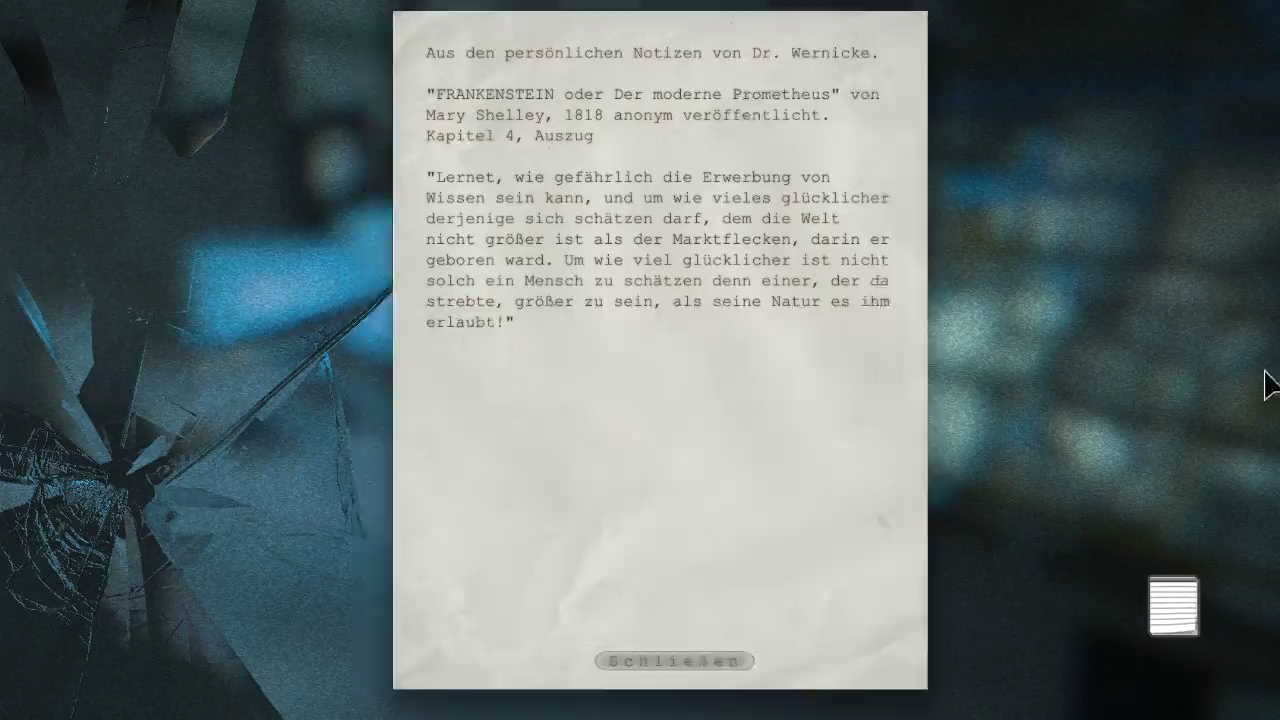 Aus den persönlichen Notizen von Dr. Wernicke.
"FRANKENSTEIN oder Der moderne Prometheus" von
Mary Shelley, 1818 anonym veröffentlicht.
Kapitel 4, Auszug
"Lernet, wie gefährlich die Erwerbung von
Wissen sein kann, und um wie vieles glücklicher
derjenige sich schätzen darf, dem die Welt
nicht größer ist als der Marktflecken, darin er
geboren ward. Um wie viel glücklicher ist nicht
solch ein Mensch zu schätzen denn einer, der da
strebte, größer zu sein, als seine Natur es ihm
erlaubt!"
Schließen